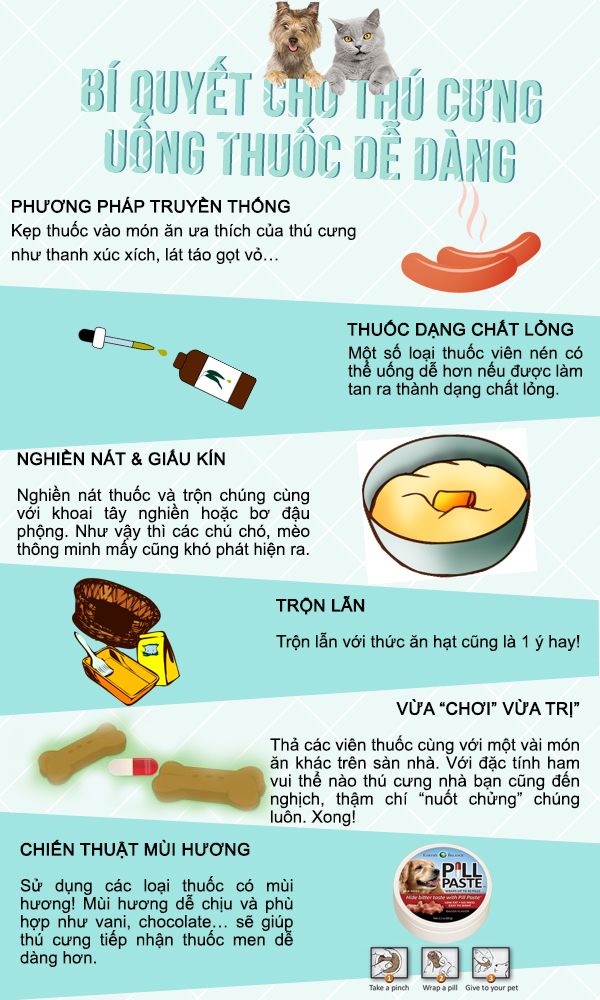 BÍ QUYẾT CHO THÚ CƯNG
UỐNG THUỐC DỄ DÀNG
PHƯƠNG PHÁP TRUYỀN THỐNG
Kẹp thuốc vào món ăn ưa thích của thú cưng
như thanh xúc xích, lát táo gọt vỏ…
THUỐC DẠNG CHẤT LỎNG
Một số loại thuốc viên nén có
thể uống dễ hơn nếu được làm
tan ra thành dạng chất lỏng.
NGHIỀN NÁT & GIẤU KÍN
Nghiền nát thuốc và trộn chúng cùng
với khoai tây nghiền hoặc bơ đậu
phộng. Như vậy thì các chú chó, mèo
thông minh mấy cũng khó phát hiện ra.
TRỘN LẪN
Trộn lẫn với thức ăn hạt cũng là 1 ý hay!
VỪA “CHƠI” VỪA TRỊ”
Thả các viên thuốc cùng với một vài món
ăn khác trên sàn nhà. Với đặc tính ham
vui thế nào thú cưng nhà bạn cũng đến
nghịch, thậm chí “nuốt chửng” chúng
luôn. Xong!
CHIẾN THUẬT MÙI HƯƠNG
Sử dụng các loại thuốc có mùi
hương! Mùi hương dễ chịu và phù
hợp như vani, chocolate… sẽ giúp
thú cưng tiếp nhận thuốc men dễ
dàng hơn.
PILL
PASTE
Hide bitter taste with Pill Paste
1 2 3
Take a pinch Wrap a pill Give to your pet